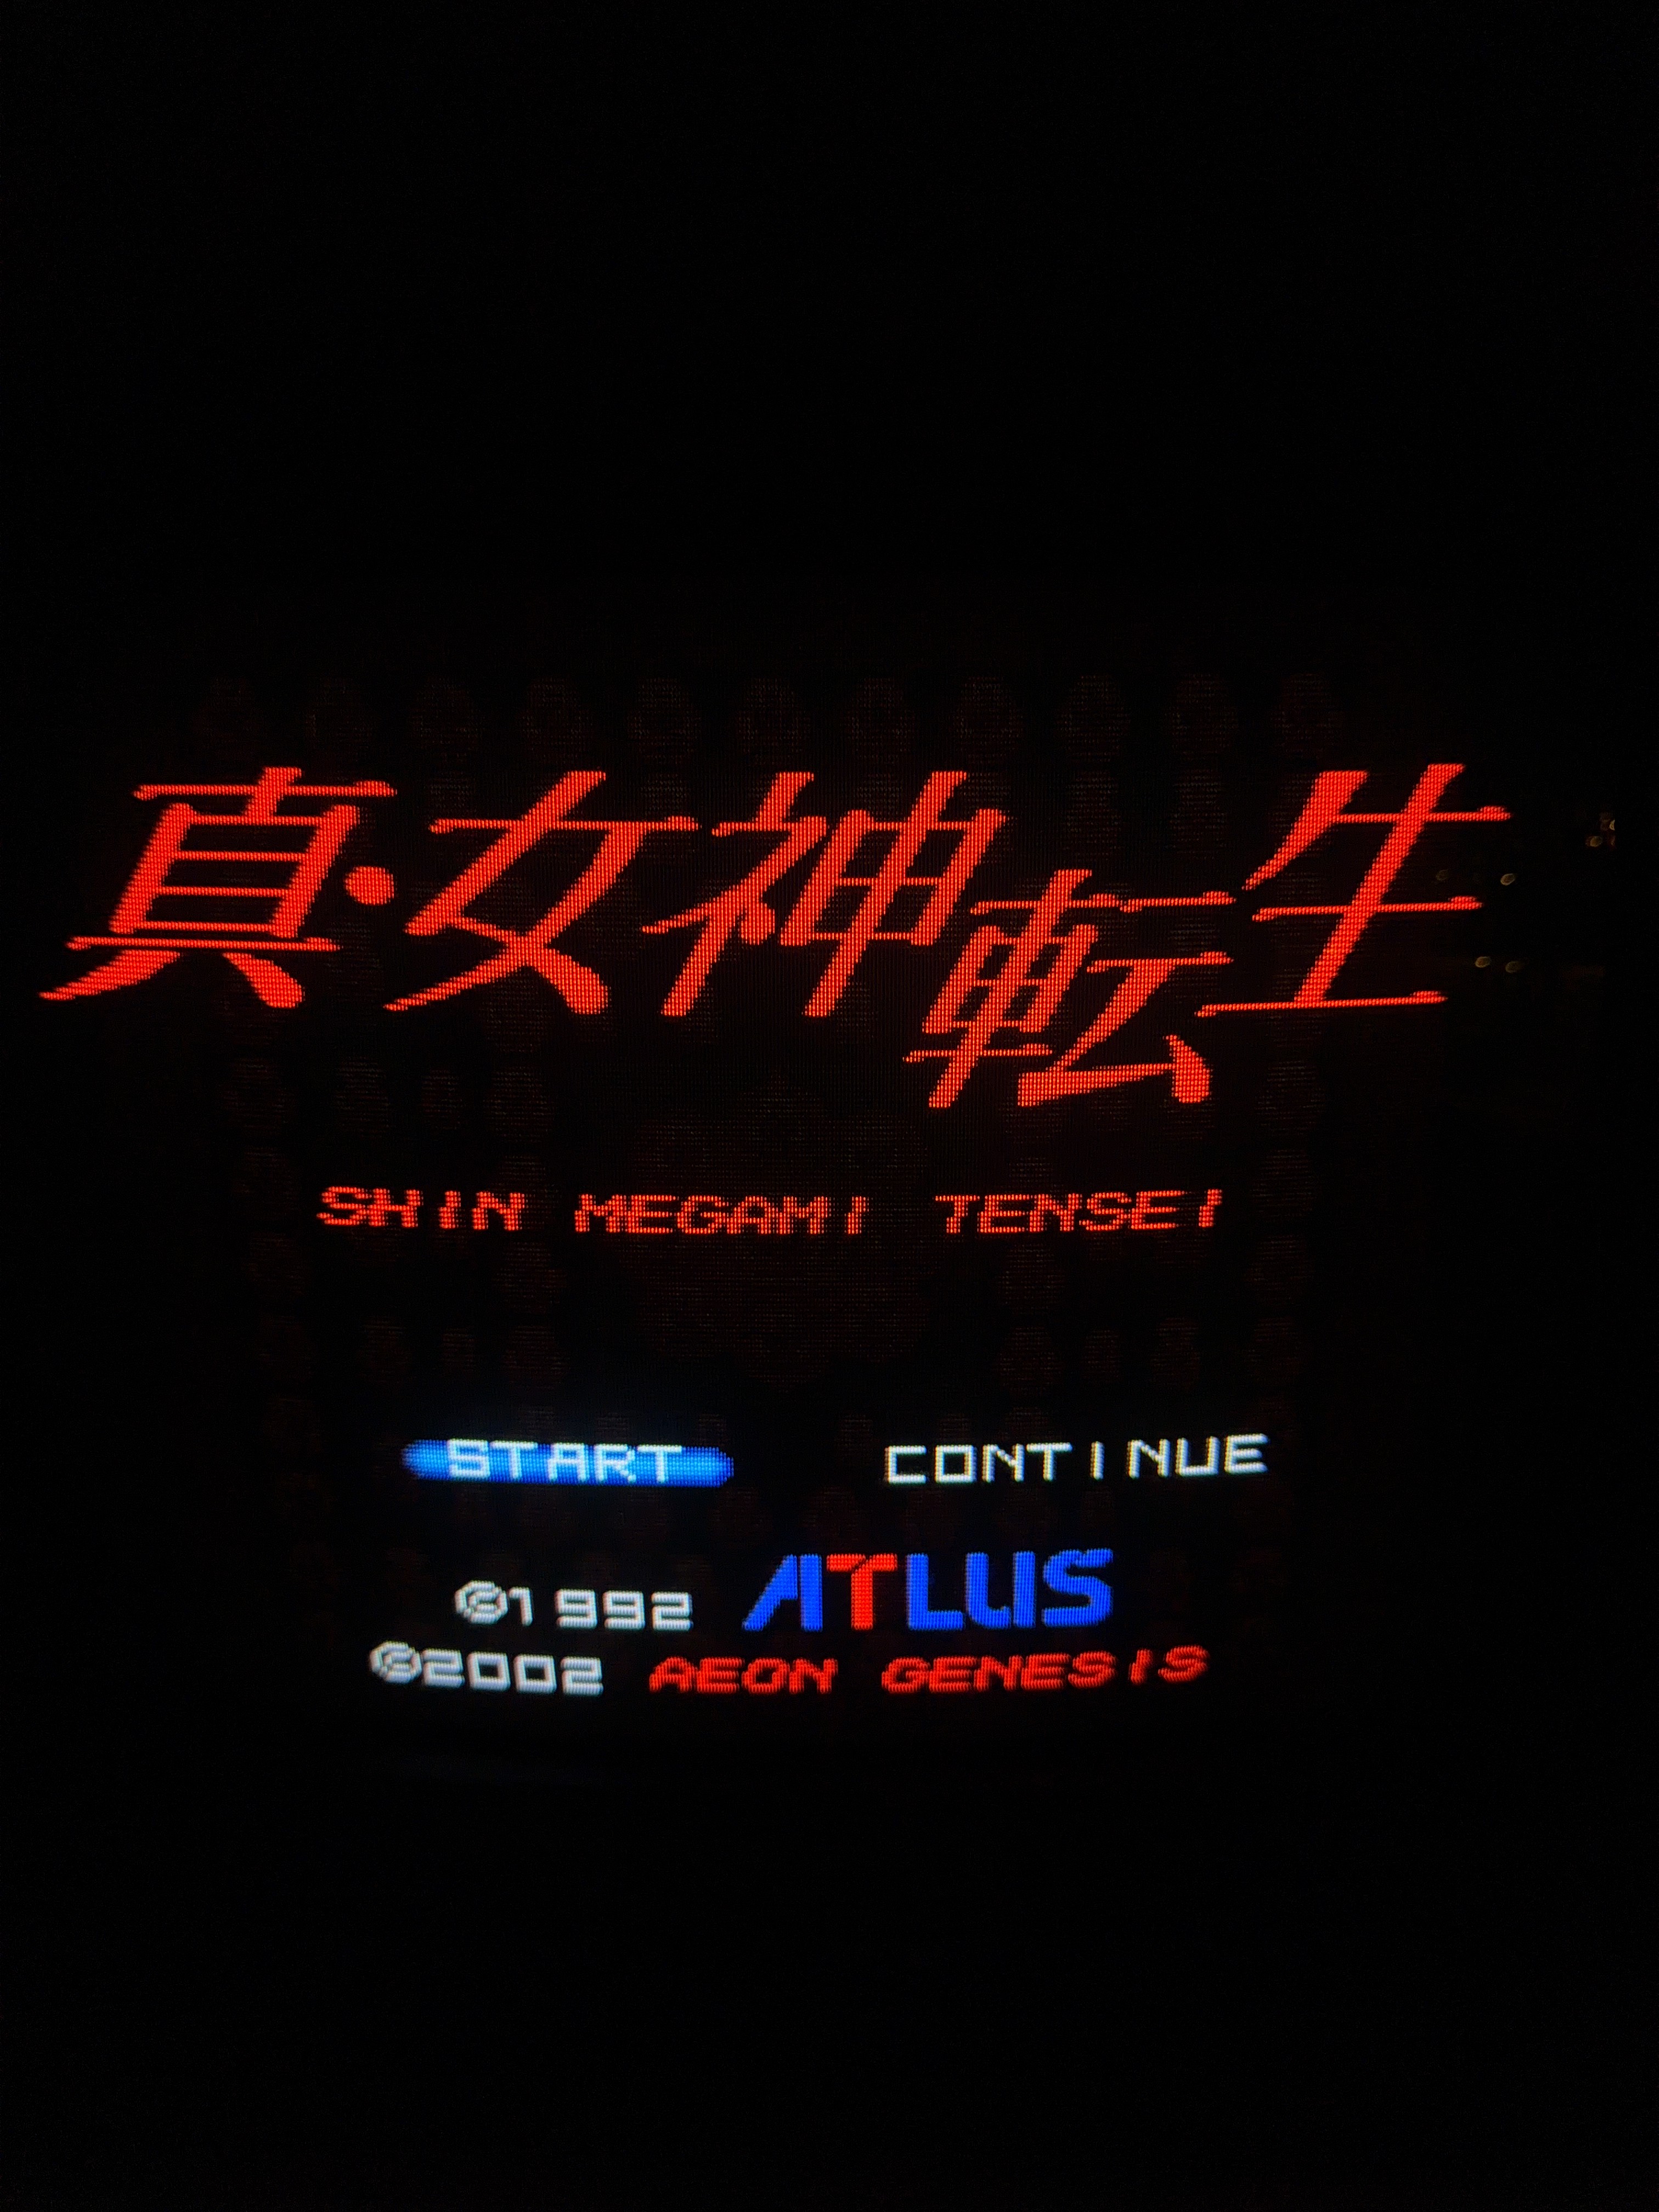 真・女神転生
SHIN MEGAMI TENSEI
START CONTINUE
©1992 ATLUS
©2002 AEON GENESIS